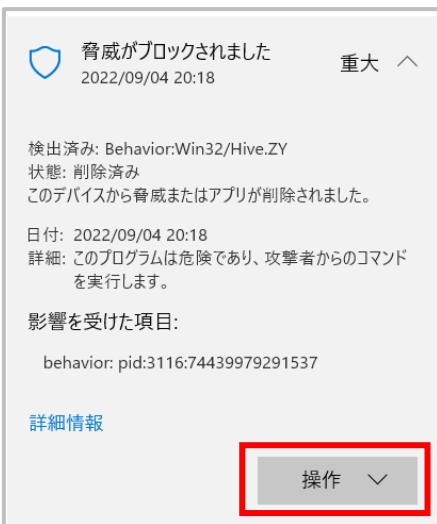 脅威がブロックされました
2022/09/04 20:18
重大
検出済み: Behavior:Win32/Hive.ZY
状態: 削除済み
このデバイスから脅威またはアプリが削除されました。
日付: 2022/09/04 20:18
詳細: このプログラムは危険であり、攻撃者からのコマンド
を実行します。
影響を受けた項目:
behavior: pid:3116:74439979291537
詳細情報
操作